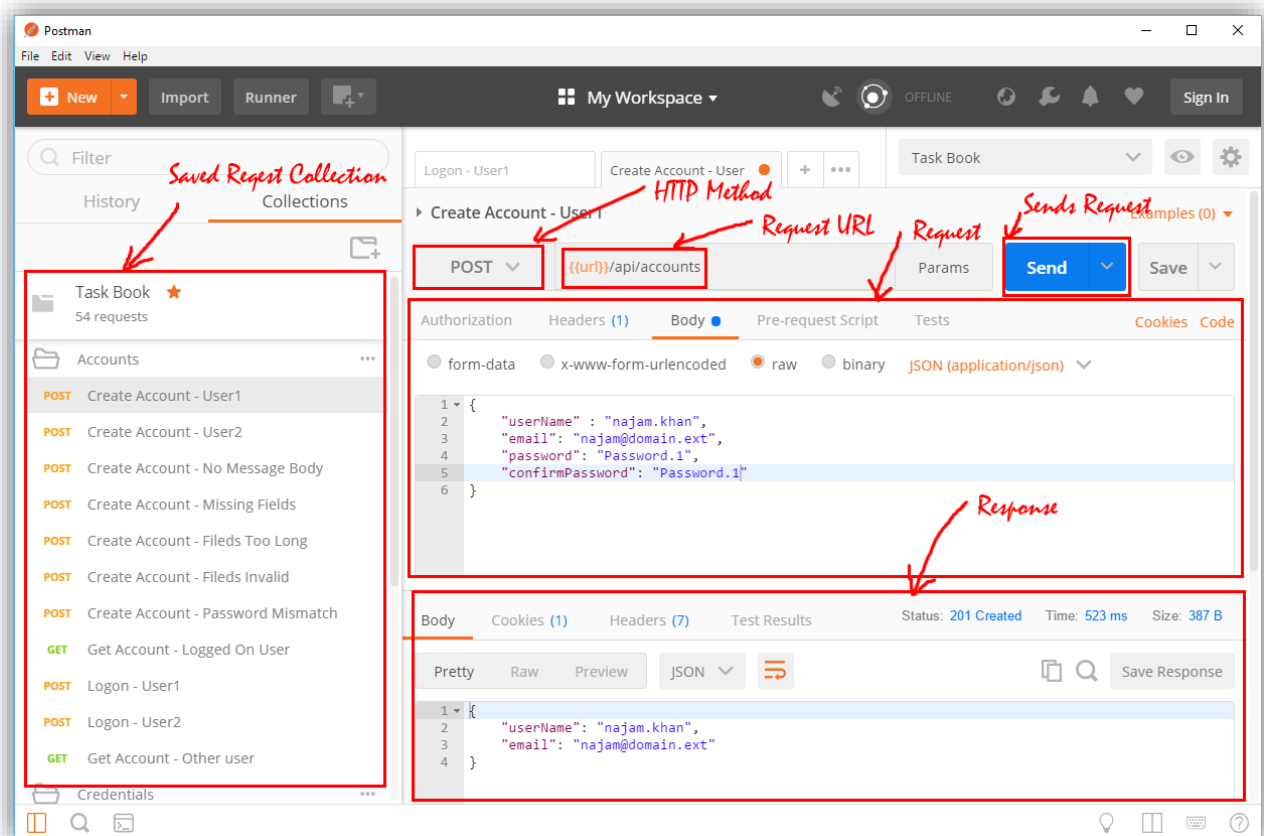 Postman
File Edit View Help
New Import Runner My Workspace OFFLINE Sign In
Filter
Saved Reqest Collection
History Collections
Logon - User1 Create Account - User + ••• Task Book
HTTP Method
Create Account - User1 Examples (0)
Request URL Request Sends Request
POST {{url}}/api/accounts Params Send Save
Task Book
54 requests
Accounts •••
POST Create Account - User1
POST Create Account - User2
POST Create Account - No Message Body
POST Create Account - Missing Fields
POST Create Account - Fileds Too Long
POST Create Account - Fileds Invalid
POST Create Account - Password Mismatch
GET Get Account - Logged On User
POST Logon - User1
POST Logon - User2
GET Get Account - Other user
Credentials •••
Authorization Headers (1) Body Pre-request Script Tests Cookies Code
form-data x-www-form-urlencoded raw binary JSON (application/json)
1 {
2 "userName" : "najam.khan",
3 "email": "najam@domain.ext",
4 "password": "Password.1",
5 "confirmPassword": "Password.1"
6 }
Response
Body Cookies (1) Headers (7) Test Results Status: 201 Created Time: 523 ms Size: 387 B
Pretty Raw Preview JSON Save Response
1 {
2 "userName": "najam.khan",
3 "email": "najam@domain.ext"
4 }